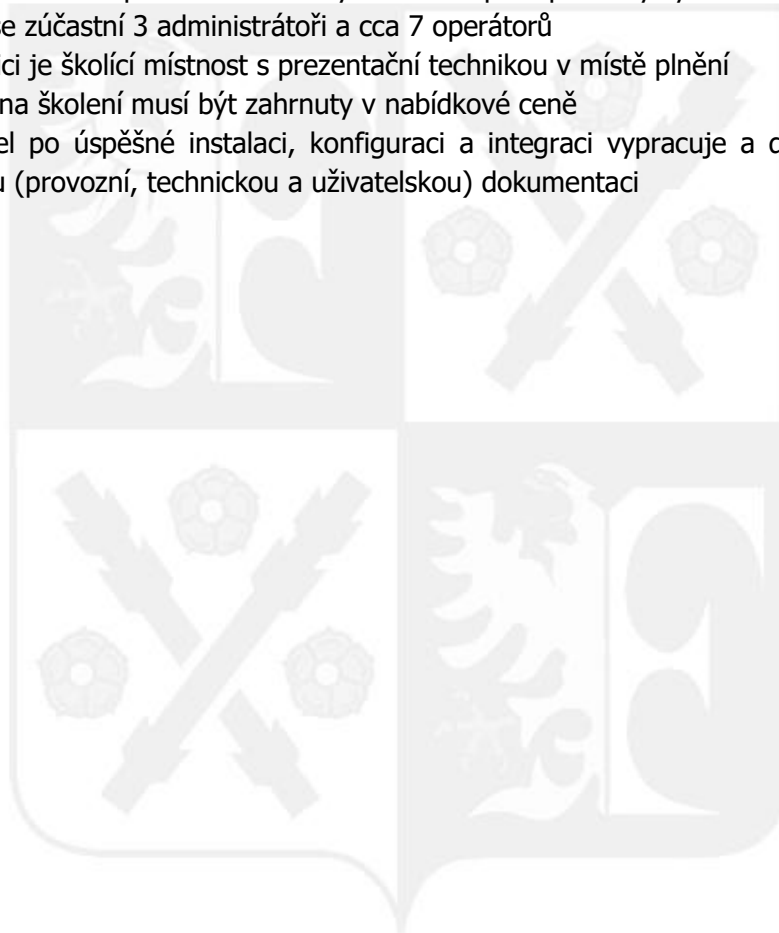 se zúčastní 3 administrátoři a cca 7 operátorů
ici je školící místnost s prezentační technikou v místě plnění
na školení musí být zahrnuty v nabídkové ceně
el po úspěšné instalaci, konfiguraci a integraci vypracuje a
u (provozní, technickou a uživatelskou) dokumentaci